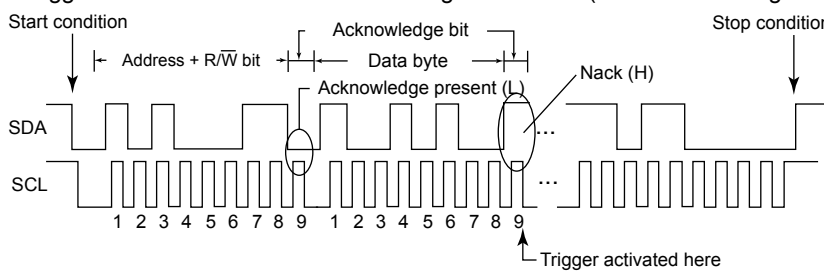 Start condition
Acknowledge bit
Stop condition
Address + R/W̅ bit
Data byte
Nack (H)
Acknowledge present (L)
SDA
...
SCL
...
1 2 3 4 5 6 7 8 9 1 2 3 4 5 6 7 8 9
Trigger activated here